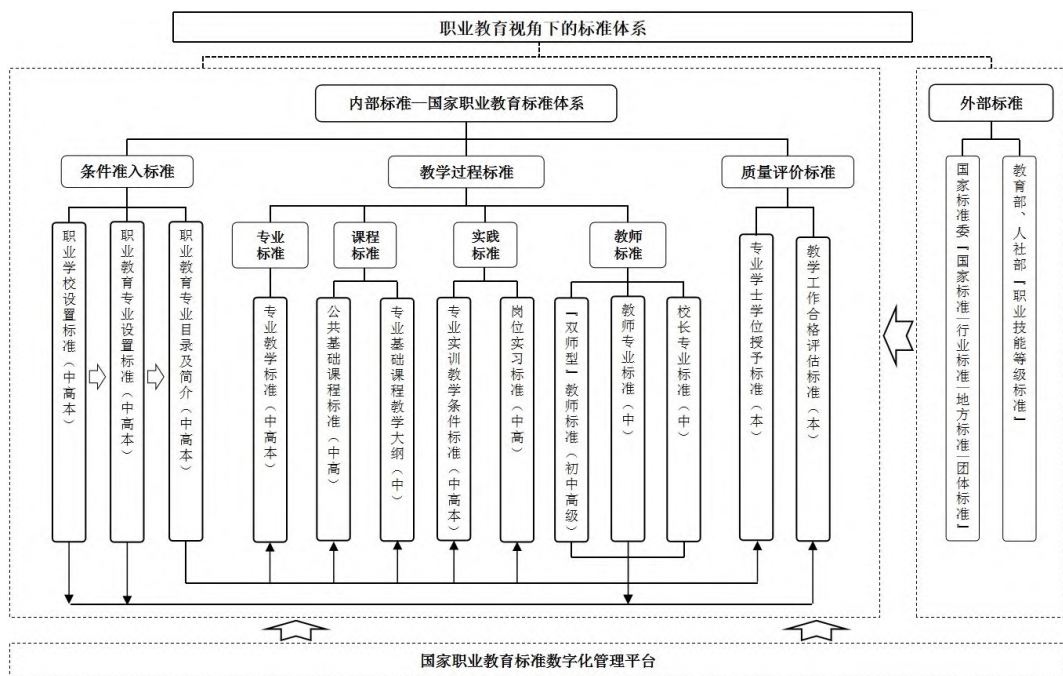 职业教育视角下的标准体系
内部标准—国家职业教育标准体系
外部标准
条件准入标准
教学过程标准
质量评价标准
专业
标准
课程
标准
实践
标准
教师
标准
职业学校设置标准（中高本）
职业教育专业设置标准（中高本）
职业教育专业目录及简介（中高本）
专业教学标准（中高本）
公共基础课程标准（中高）
专业基础课程教学大纲（中）
专业实训教学条件标准（中高本）
岗位实习标准（中高）
『双师型』教师标准（初中高级）
教师专业标准（中）
校长专业标准（中）
专业学士学位授予标准（本）
教学工作合格评估标准（本）
国家标准委『国家标准|行业标准|地方标准|团体标准』
教育部、人社部『职业技能等级标准』
国家职业教育标准数字化管理平台